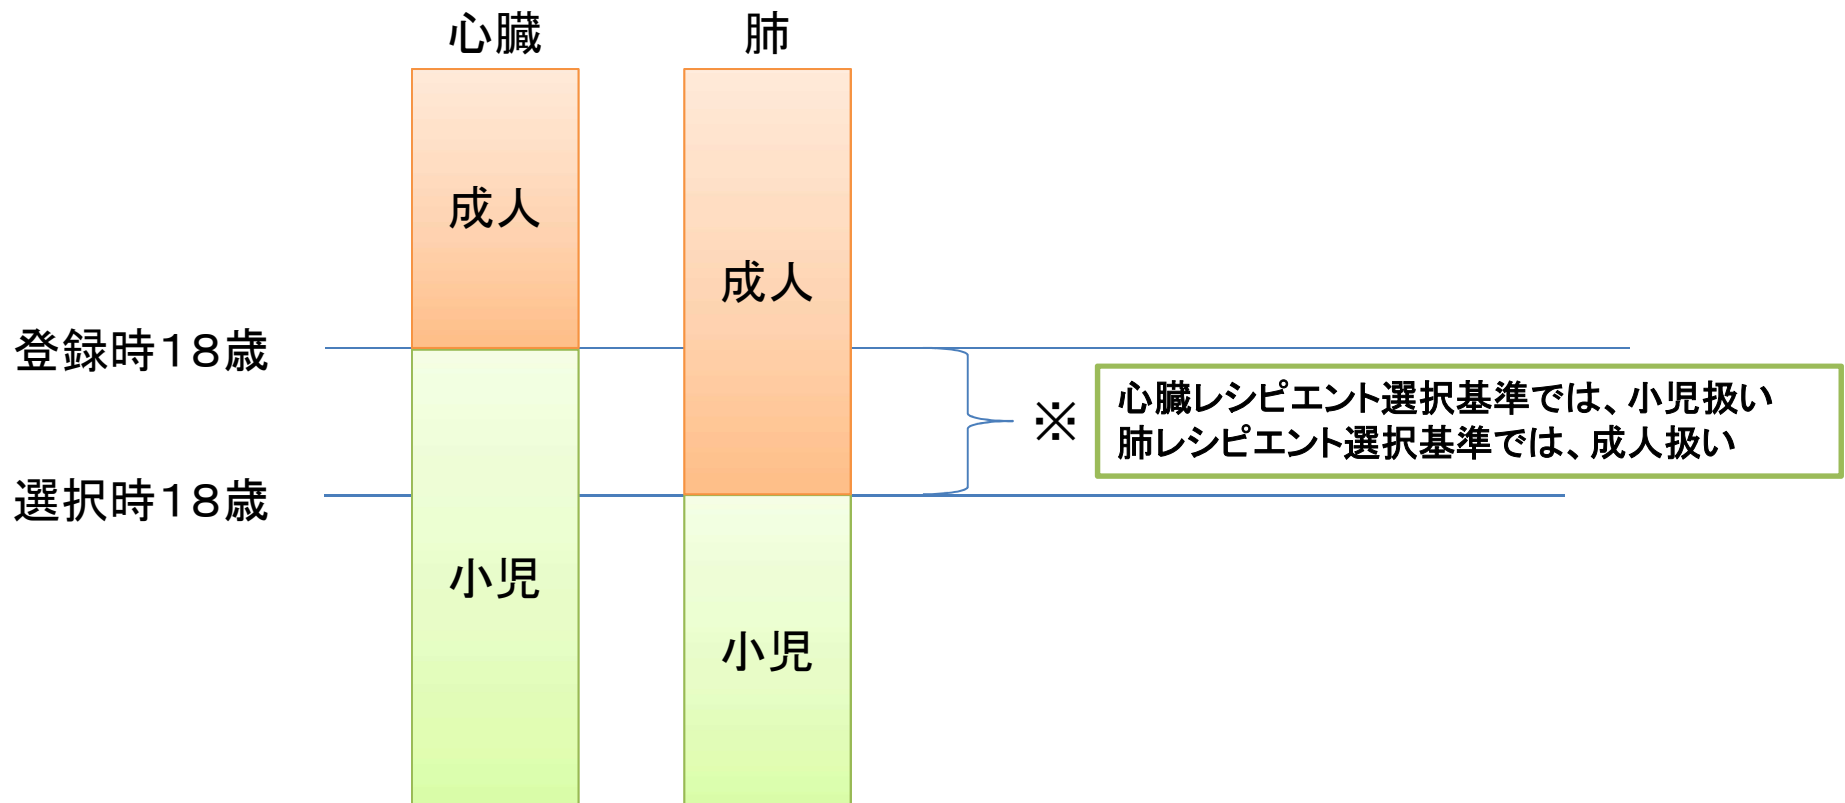 心臓
肺
成人
成人
登録時18歳
※
心臓レシピエント選択基準では、小児扱い
肺レシピエント選択基準では、成人扱い
選択時18歳
小児
小児